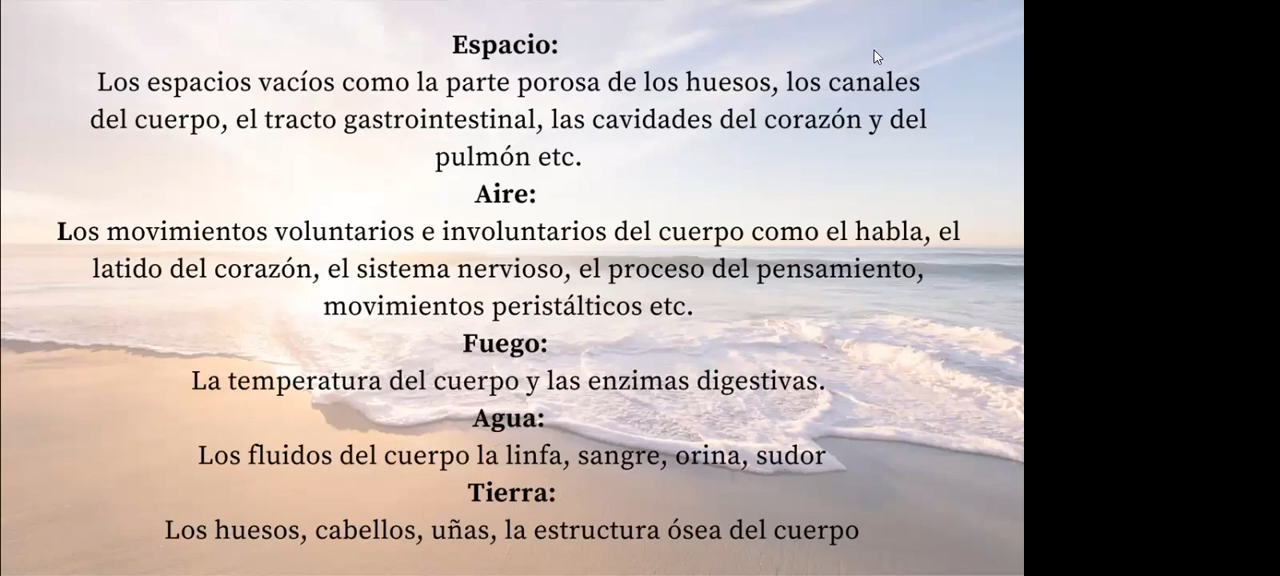 Espacio:
Los espacios vacíos como la parte porosa de los huesos, los canales
del cuerpo, el tracto gastrointestinal, las cavidades del corazón y del
pulmón etc.
Aire:
Los movimientos voluntarios e involuntarios del cuerpo como el habla, el
latido del corazón, el sistema nervioso, el proceso del pensamiento,
movimientos peristálticos etc.
Fuego:
La temperatura del cuerpo y las enzimas digestivas.
Agua:
Los fluidos del cuerpo la linfa, sangre, orina, sudor
Tierra:
Los huesos, cabellos, uñas, la estructura ósea del cuerpo